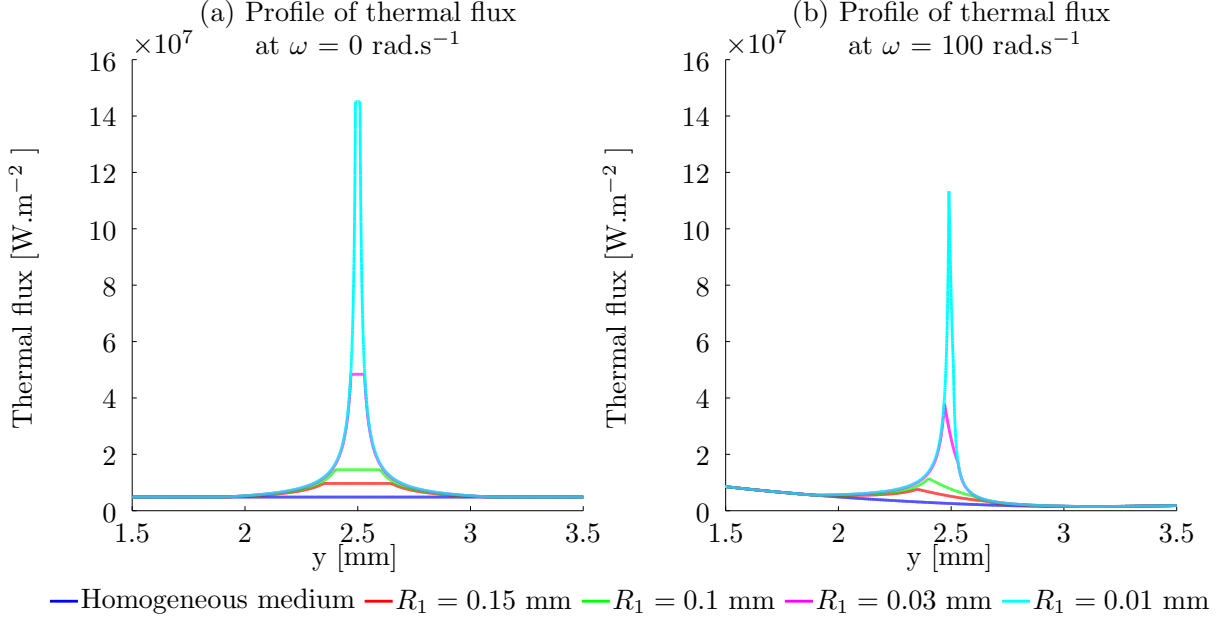 (a) Profile of thermal flux
at ω = 0 rad.s⁻¹
×10⁷
16
14
12
10
8
6
4
2
0
Thermal flux [W.m⁻² ]
1.5 2 2.5 3 3.5
y [mm]
(b) Profile of thermal flux
at ω = 100 rad.s⁻¹
×10⁷
16
14
12
10
8
6
4
2
0
Thermal flux [W.m⁻² ]
1.5 2 2.5 3 3.5
y [mm]
Homogeneous medium R₁ = 0.15 mm R₁ = 0.1 mm R₁ = 0.03 mm R₁ = 0.01 mm